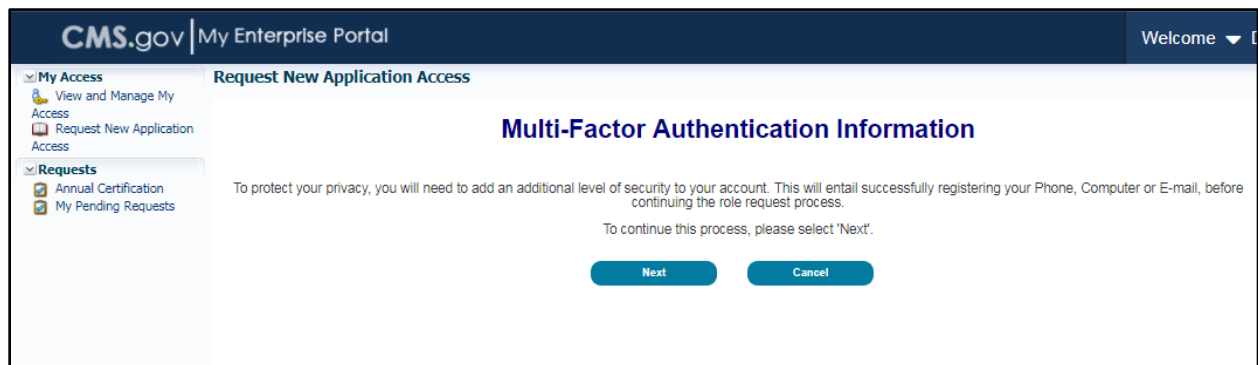 CMS.gov My Enterprise Portal
Welcome
My Access
View and Manage My
Access
Request New Application
Access
Requests
Annual Certification
My Pending Requests
Request New Application Access
Multi-Factor Authentication Information
To protect your privacy, you will need to add an additional level of security to your account. This will entail successfully registering your Phone, Computer or E-mail, before
continuing the role request process.
To continue this process, please select 'Next'.
Next Cancel